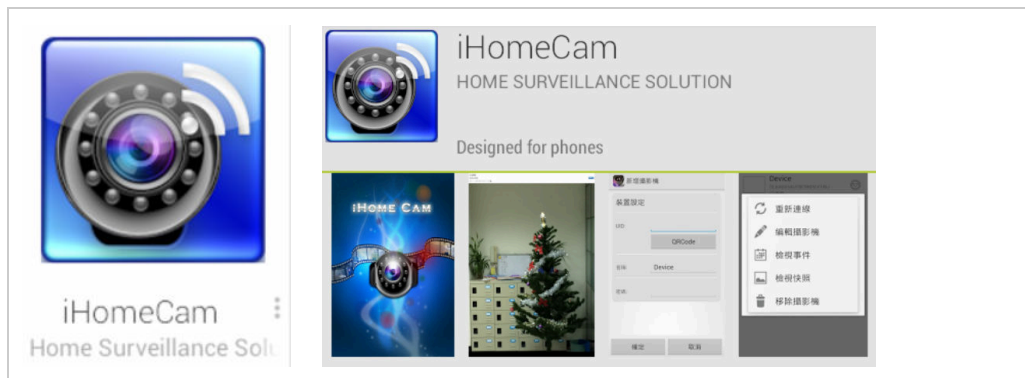 iHomeCam
Home Surveillance Solu
iHomeCam
HOME SURVEILLANCE SOLUTION
Designed for phones
iHOME CAM
新增攝影機
裝置設定
UID
QRCode
名稱
Device
密碼
確定
取消
Device
重新連線
編輯攝影機
檢視事件
檢視快照
移除攝影機